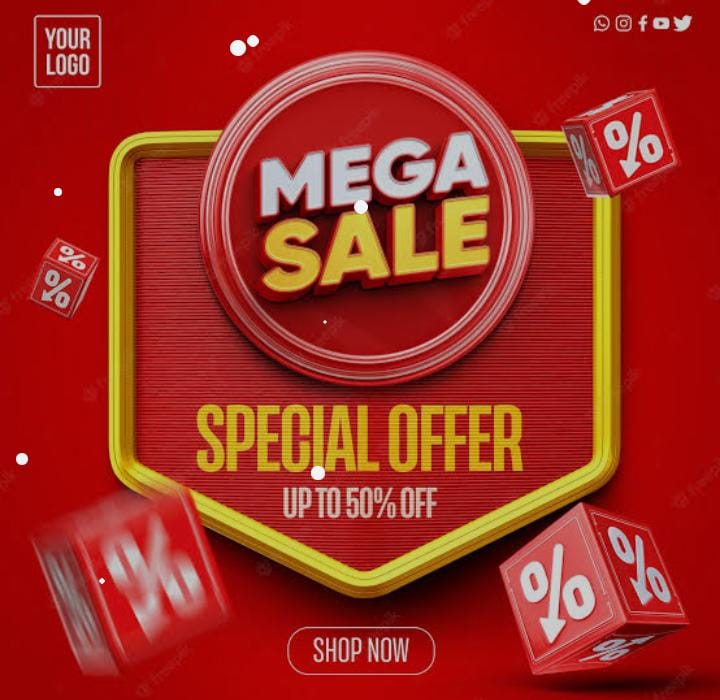 YOUR
LOGO
MEGA
SALE
SPECIAL OFFER
UP TO 50% OFF
SHOP NOW
%
%
%
%
%
%
%
%